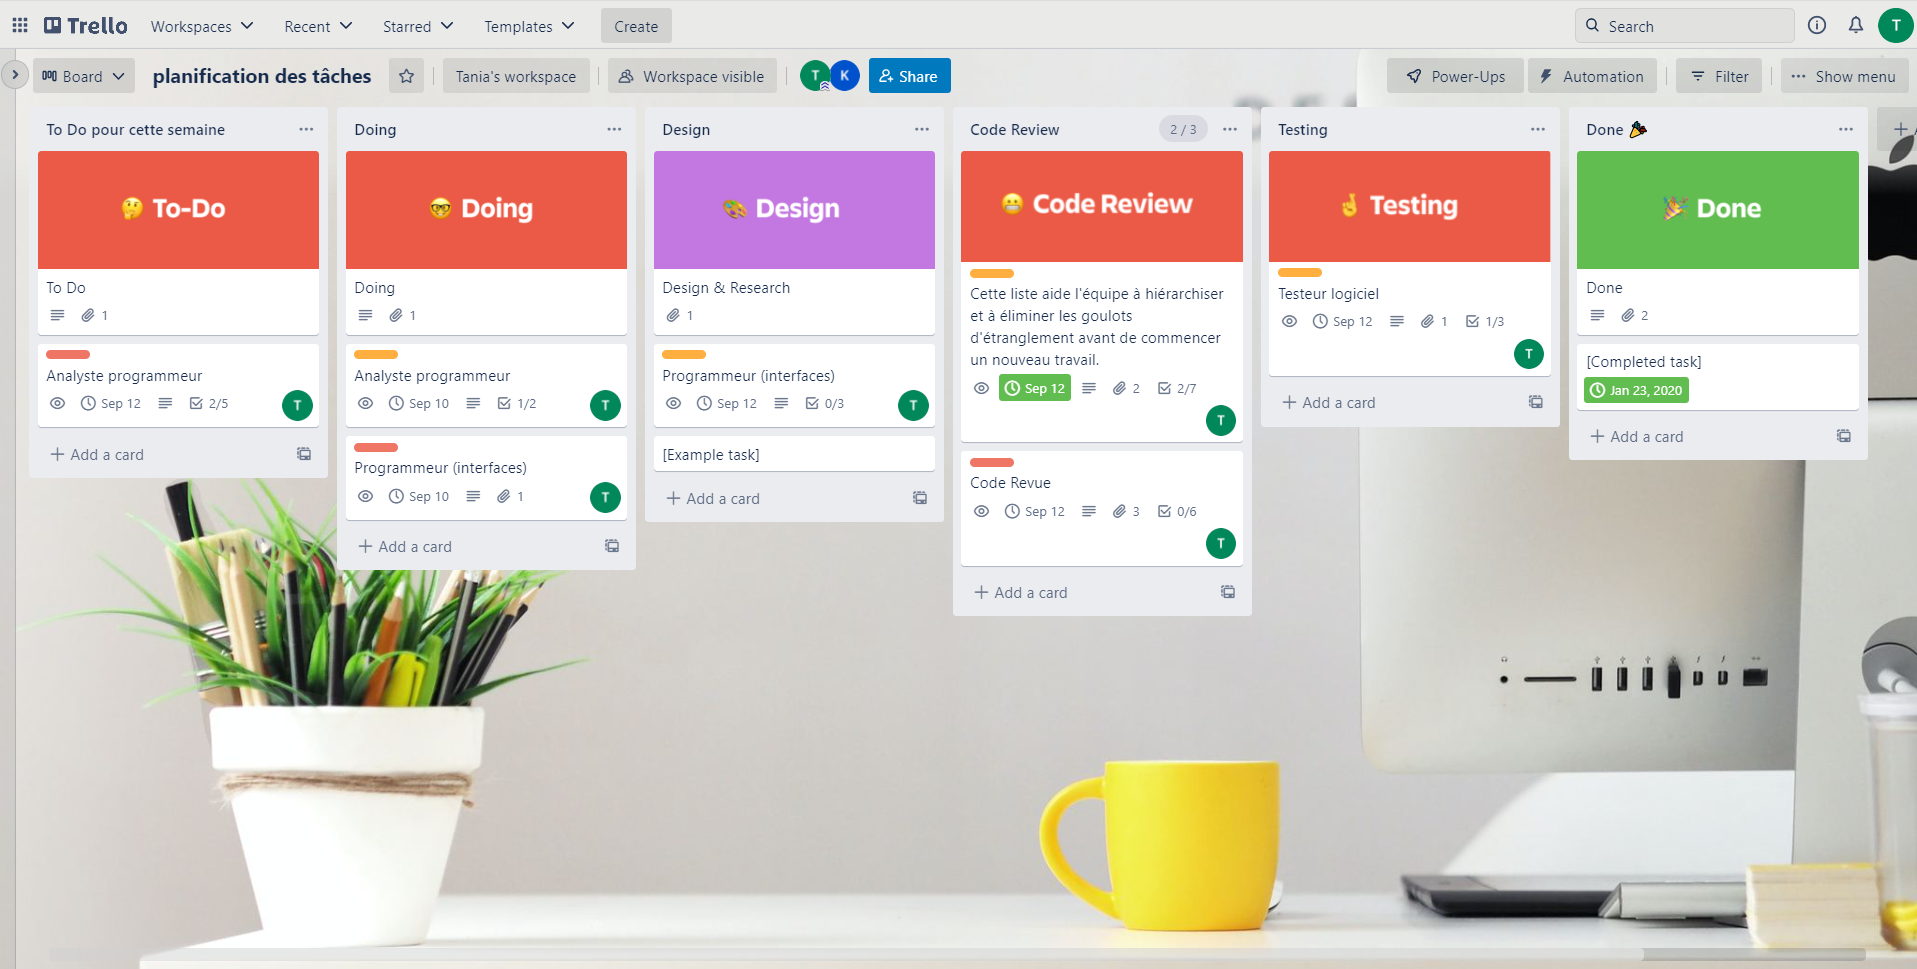 Trello Workspaces Recent Starred Templates Create Search T
Board planification des tâches Tania's workspace Workspace visible T K Share Power-Ups Automation Filter Show menu
To Do pour cette semaine
🤔 To-Do
To Do
1
Analyste programmeur
Sep 12 2/5 T
+ Add a card
Doing
🤓 Doing
Doing
1
Analyste programmeur
Sep 10 1/2 T
Programmeur (interfaces)
Sep 10 1 T
+ Add a card
Design
🎨 Design
Design & Research
1
Programmeur (interfaces)
Sep 12 0/3 T
[Example task]
+ Add a card
Code Review 2 / 3
😬 Code Review
Cette liste aide l'équipe à hiérarchiser
et à éliminer les goulots
d'étranglement avant de commencer
un nouveau travail.
Sep 12 2 2/7
T
Code Revue
Sep 12 3 0/6
T
+ Add a card
Testing
🤞 Testing
Testeur logiciel
Sep 12 1 1/3
T
+ Add a card
Done 🎉
🎉 Done
Done
2
[Completed task]
Jan 23, 2020
+ Add a card
+ A